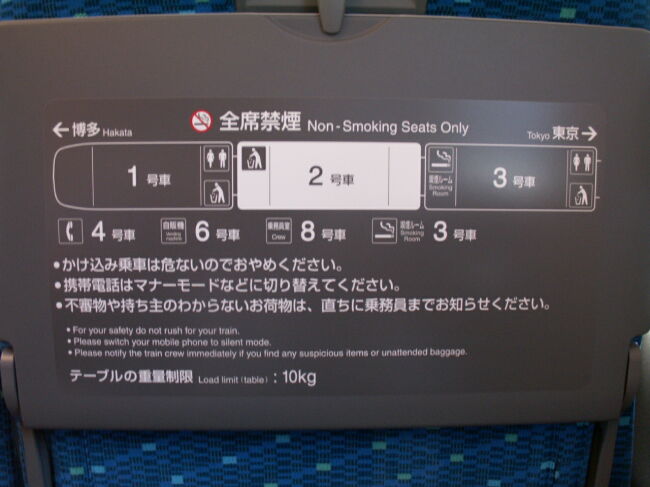 ←博多 Hakata 全席禁煙 Non-Smoking Seats Only Tokyo 東京→
1 号車 2 号車 喫煙ルーム Smoking Room 3 号車
4 号車 自販機 Vending machine 6 号車 乗務員室 Crew 8 号車 喫煙ルーム Smoking Room 3 号車
•かけ込み乗車は危ないのでおやめください。
•携帯電話はマナーモードなどに切り替えてください。
•不審物や持ち主のわからないお荷物は、直ちに乗務員までお知らせください。
• For your safety do not rush for your train.
• Please switch your mobile phone to silent mode.
• Please notify the train crew immediately if you find any suspicious items or unattended baggage.
テーブルの重量制限 Load limit (table) : 10kg